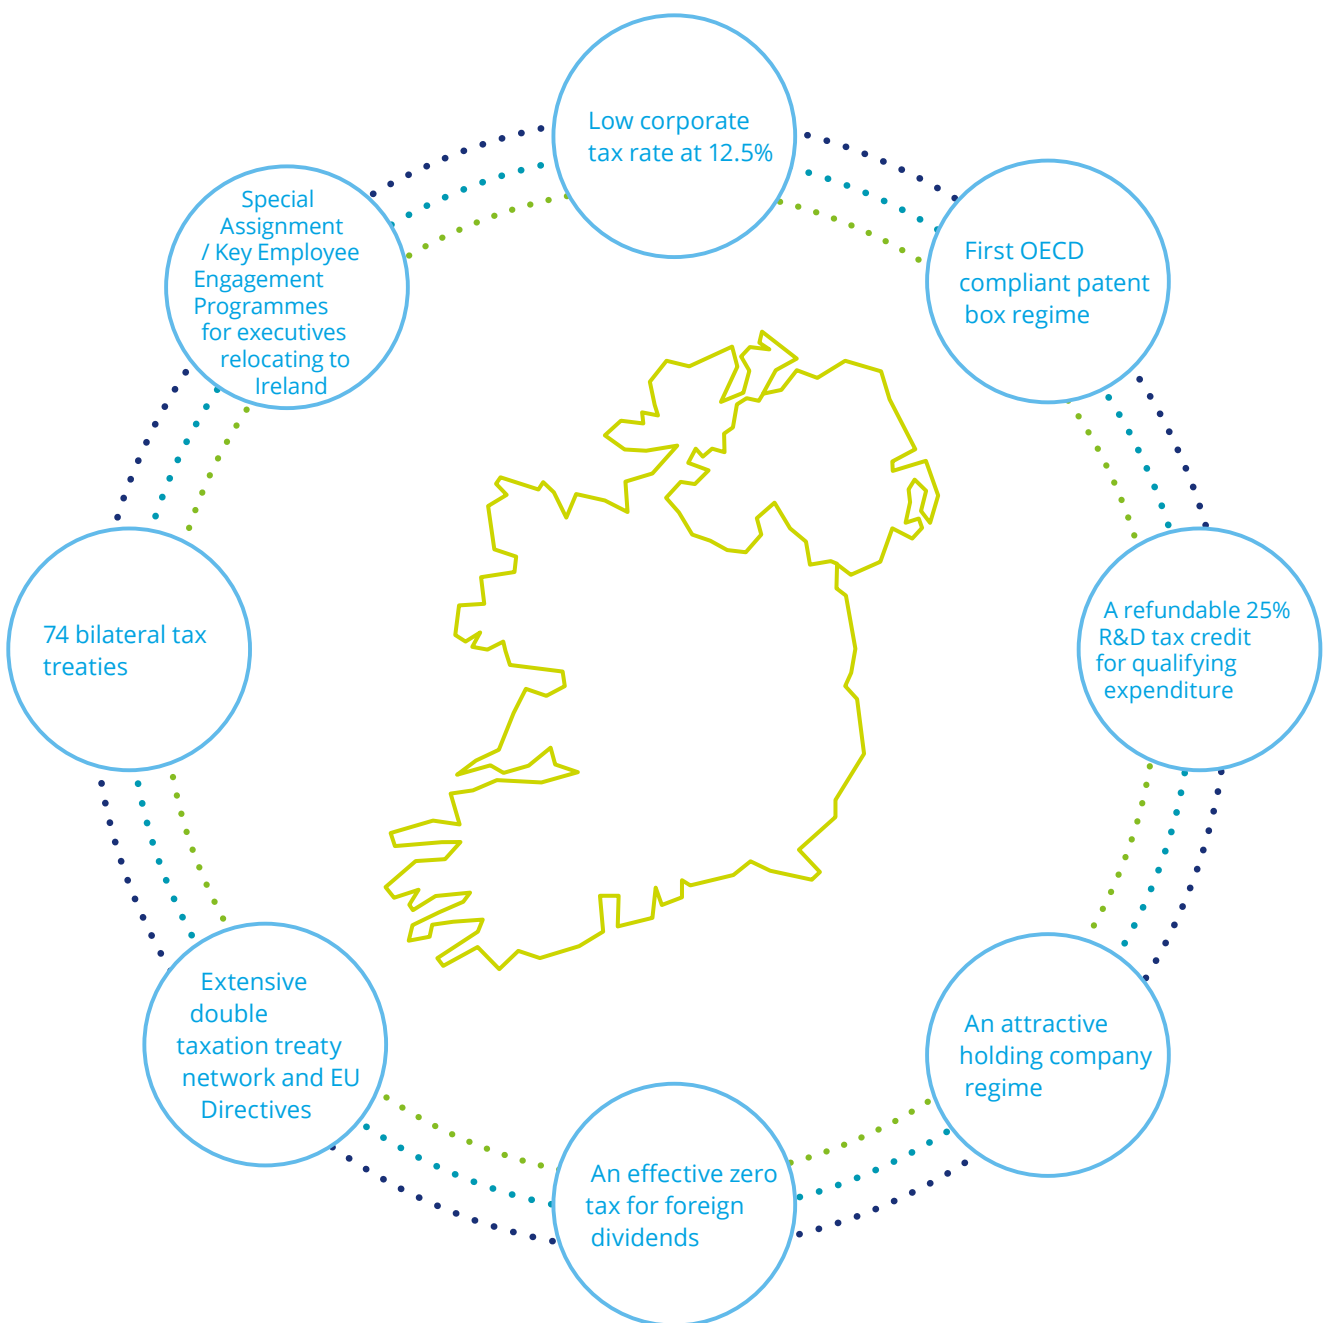 Low corporate
tax rate at 12.5%
First OECD
compliant patent
box regime
A refundable 25%
R&D tax credit
for qualifying
expenditure
An attractive
holding company
regime
An effective zero
tax for foreign
dividends
Extensive
double
taxation treaty
network and EU
Directives
74 bilateral tax
treaties
Special
Assignment
/ Key Employee
Engagement
Programmes
for executives
relocating to
Ireland